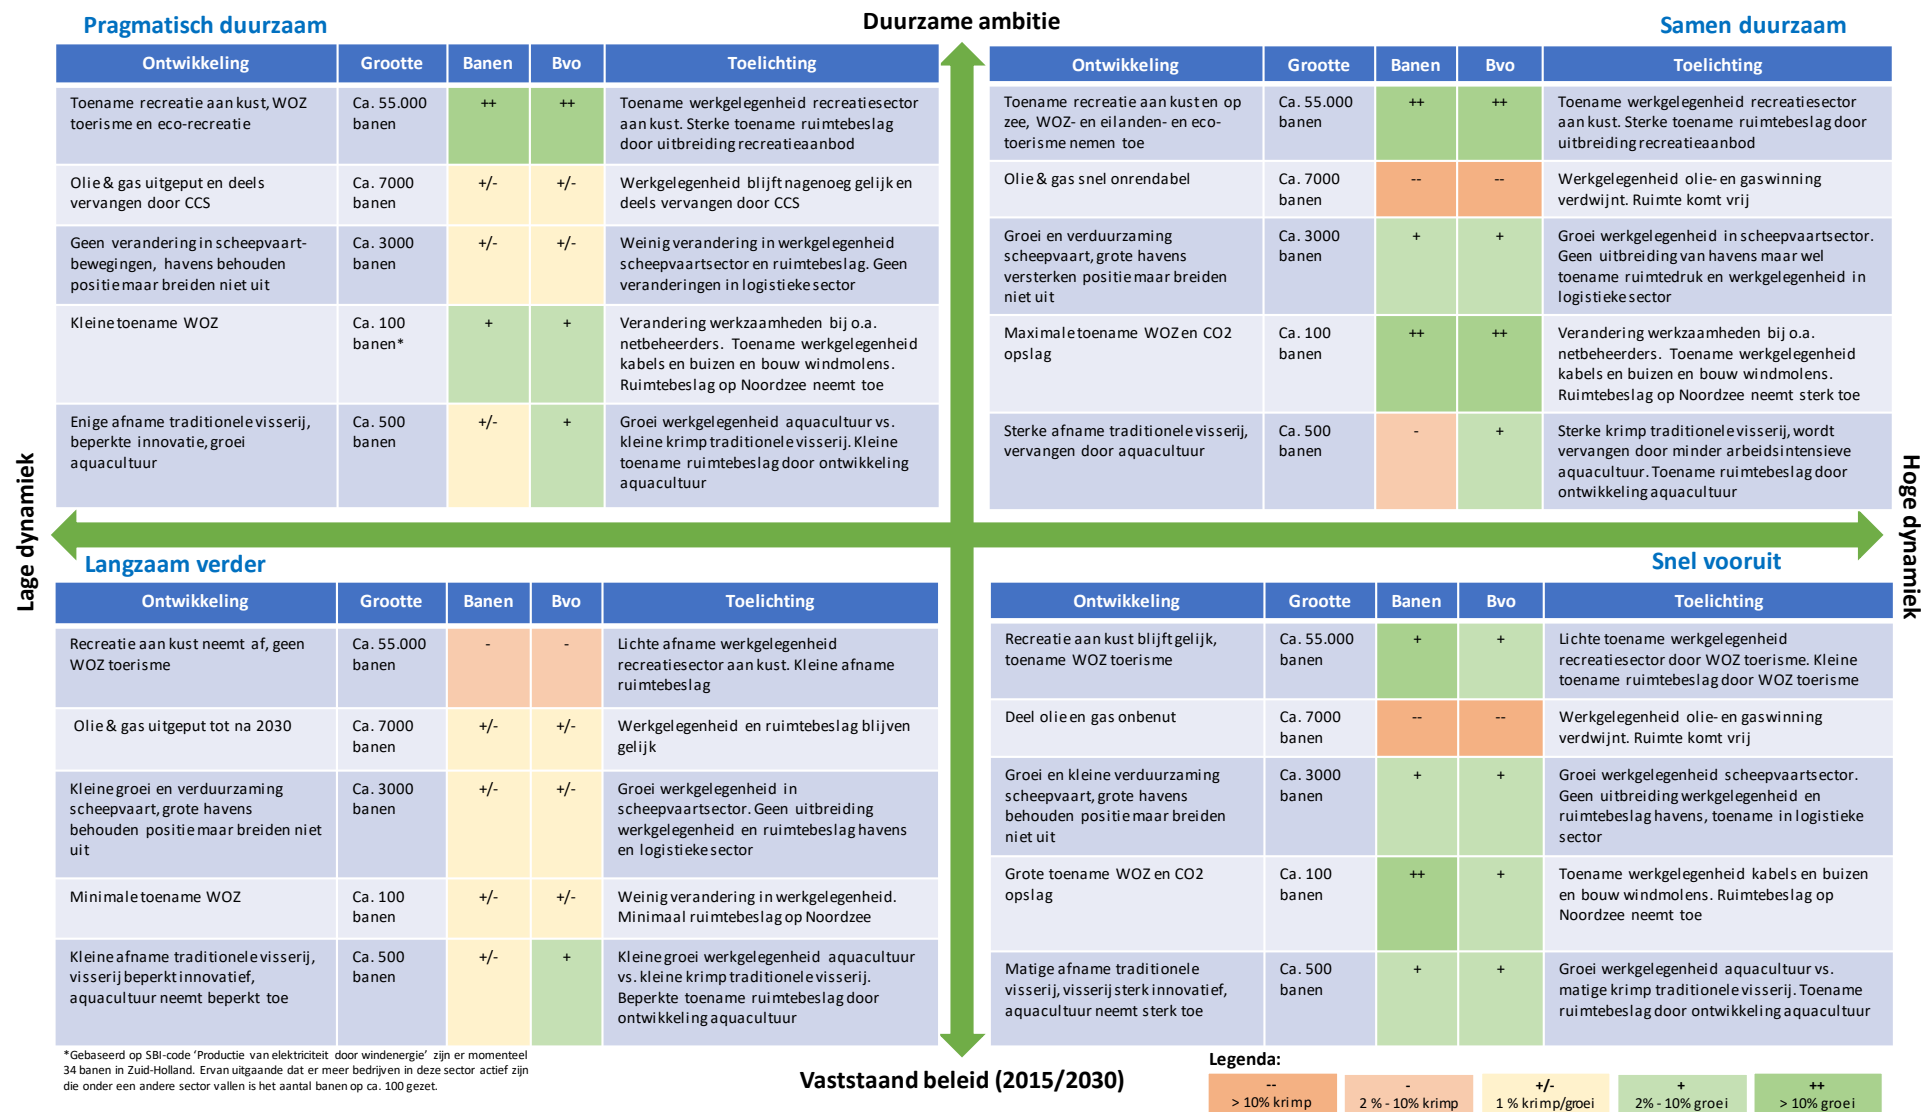 Duurzame ambitie
Pragmatisch duurzaam
Ontwikkeling Grootte Banen Bvo Toelichting
Toename recreatie aan kust, WOZ
toerisme en eco-recreatie
Ca. 55.000
banen
++
++
Toename werkgelegenheid recreatiesector
aan kust. Sterke toename ruimtebeslag
door uitbreiding recreatieaanbod
Olie & gas uitgeput en deels
vervangen door CCS
Ca. 7000
banen
+/-
+/-
Werkgelegenheid blijft nagenoeg gelijk en
deels vervangen door CCS
Geen verandering in scheepvaart-
bewegingen, havens behouden
positie maar breiden niet uit
Ca. 3000
banen
+/-
+/-
Weinig verandering in werkgelegenheid
scheepvaartsector en ruimtebeslag. Geen
veranderingen in logistieke sector
Kleine toename WOZ
Ca. 100
banen*
+
+
Verandering werkzaamheden bij o.a.
netbeheerders. Toename werkgelegenheid
kabels en buizen en bouw windmolens.
Ruimtebeslag op Noordzee neemt toe
Enige afname traditionele visserij,
beperkte innovatie, groei
aquacultuur
Ca. 500
banen
+/-
+
Groei werkgelegenheid aquacultuur vs.
kleine krimp traditionele visserij. Kleine
toename ruimtebeslag door ontwikkeling
aquacultuur
Samen duurzaam
Ontwikkeling Grootte Banen Bvo Toelichting
Toename recreatie aan kust en op
zee, WOZ- en eilanden- en eco-
toerisme nemen toe
Ca. 55.000
banen
++
++
Toename werkgelegenheid recreatiesector
aan kust. Sterke toename ruimtebeslag door
uitbreiding recreatieaanbod
Olie & gas snel onrendabel
Ca. 7000
banen
--
--
Werkgelegenheid olie- en gaswinning
verdwijnt. Ruimte komt vrij
Groei en verduurzaming
scheepvaart, grote havens
versterken positie maar breiden
niet uit
Ca. 3000
banen
+
+
Groei werkgelegenheid in scheepvaartsector.
Geen uitbreiding van havens maar wel
toename ruimtedruk en werkgelegenheid in
logistieke sector
Maximale toename WOZ en CO2
opslag
Ca. 100
banen
++
++
Verandering werkzaamheden bij o.a.
netbeheerders. Toename werkgelegenheid
kabels en buizen en bouw windmolens.
Ruimtebeslag op Noordzee neemt sterk toe
Sterke afname traditionele visserij,
vervangen door aquacultuur
Ca. 500
banen
-
+
Sterke krimp traditionele visserij, wordt
vervangen door minder arbeidsintensieve
aquacultuur. Toename ruimtebeslag door
ontwikkeling aquacultuur
Lage dynamiek
Hoge dynamiek
Langzaam verder
Ontwikkeling Grootte Banen Bvo Toelichting
Recreatie aan kust neemt af, geen
WOZ toerisme
Ca. 55.000
banen
-
-
Lichte afname werkgelegenheid
recreatiesector aan kust. Kleine afname
ruimtebeslag
Olie & gas uitgeput tot na 2030
Ca. 7000
banen
+/-
+/-
Werkgelegenheid en ruimtebeslag blijven
gelijk
Kleine groei en verduurzaming
scheepvaart, grote havens
behouden positie maar breiden niet
uit
Ca. 3000
banen
+/-
+/-
Groei werkgelegenheid in
scheepvaartsector. Geen uitbreiding
werkgelegenheid en ruimtebeslag havens
en logistieke sector
Minimale toename WOZ
Ca. 100
banen
+/-
+/-
Weinig verandering in werkgelegenheid.
Minimaal ruimtebeslag op Noordzee
Kleine afname traditionele visserij,
visserij beperkt innovatief,
aquacultuur neemt beperkt toe
Ca. 500
banen
+/-
+
Kleine groei werkgelegenheid aquacultuur
vs. kleine krimp traditionele visserij.
Beperkte toename ruimtebeslag door
ontwikkeling aquacultuur
Snel vooruit
Ontwikkeling Grootte Banen Bvo Toelichting
Recreatie aan kust blijft gelijk,
toename WOZ toerisme
Ca. 55.000
banen
+
+
Lichte toename werkgelegenheid
recreatiesector door WOZ toerisme. Kleine
toename ruimtebeslag door WOZ toerisme
Deel olie en gas onbenut
Ca. 7000
banen
--
--
Werkgelegenheid olie- en gaswinning
verdwijnt. Ruimte komt vrij
Groei en kleine verduurzaming
scheepvaart, grote havens
behouden positie maar breiden
niet uit
Ca. 3000
banen
+
+
Groei werkgelegenheid scheepvaartsector.
Geen uitbreiding werkgelegenheid en
ruimtebeslag havens, toename in logistieke
sector
Grote toename WOZ en CO2
opslag
Ca. 100
banen
++
+
Toename werkgelegenheid kabels en buizen
en bouw windmolens. Ruimtebeslag op
Noordzee neemt toe
Matige afname traditionele
visserij, visserij sterk innovatief,
aquacultuur neemt sterk toe
Ca. 500
banen
+
+
Groei werkgelegenheid aquacultuur vs.
matige krimp traditionele visserij. Toename
ruimtebeslag door ontwikkeling aquacultuur
*Gebaseerd op SBI-code ‘Productie van elektriciteit door windenergie’ zijn er momenteel
34 banen in Zuid-Holland. Ervan uitgaande dat er meer bedrijven in deze sector actief zijn
die onder een andere sector vallen is het aantal banen op ca. 100 gezet.
Vaststaand beleid (2015/2030)
Legenda:
--
> 10% krimp
-
2 % - 10% krimp
+/-
1 % krimp/groei
+
2% - 10% groei
++
> 10% groei